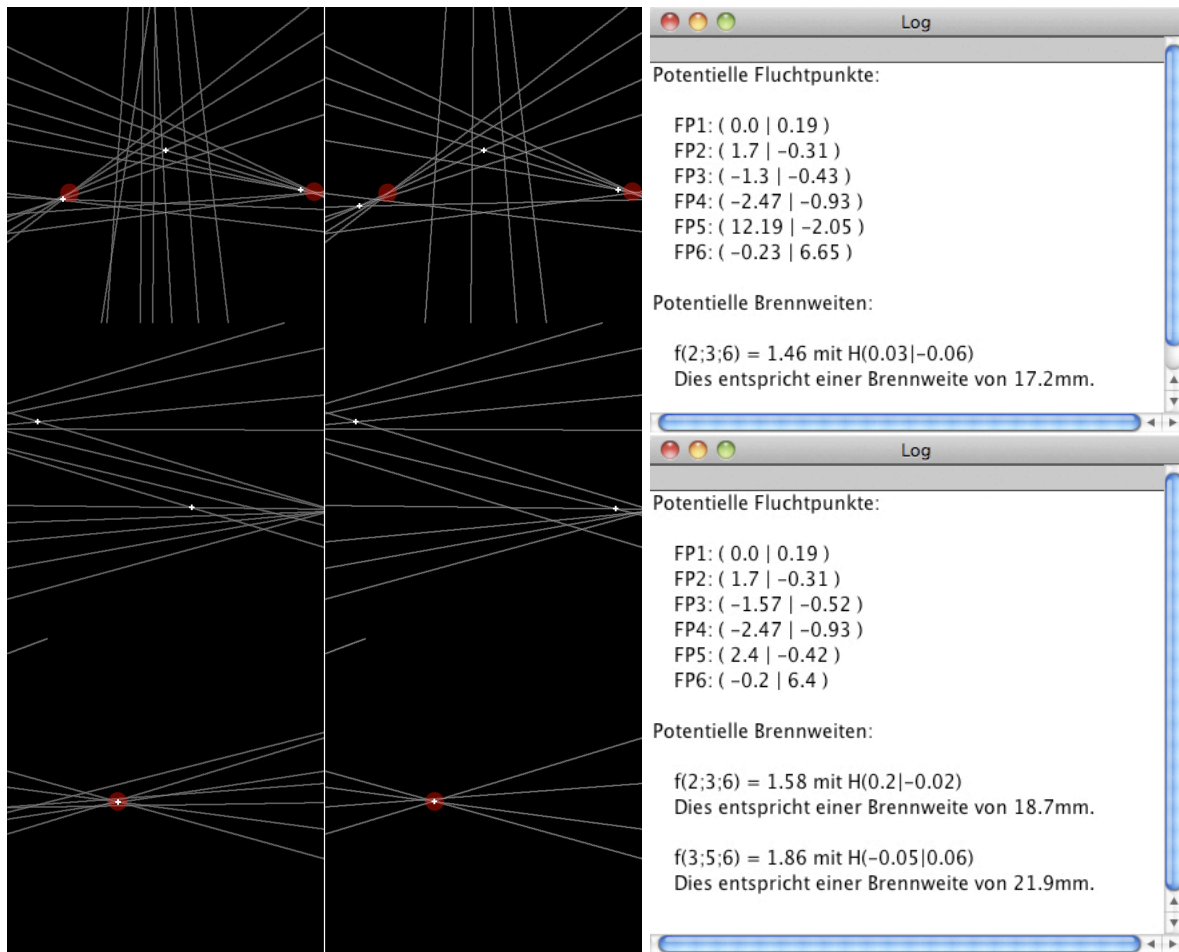 Log
Potentielle Fluchtpunkte:
FP1: ( 0.0 | 0.19 )
FP2: ( 1.7 | −0.31 )
FP3: ( −1.3 | −0.43 )
FP4: ( −2.47 | −0.93 )
FP5: ( 12.19 | −2.05 )
FP6: ( −0.23 | 6.65 )
Potentielle Brennweiten:
f(2;3;6) = 1.46 mit H(0.03|−0.06)
Dies entspricht einer Brennweite von 17.2mm.
Log
Potentielle Fluchtpunkte:
FP1: ( 0.0 | 0.19 )
FP2: ( 1.7 | −0.31 )
FP3: ( −1.57 | −0.52 )
FP4: ( −2.47 | −0.93 )
FP5: ( 2.4 | −0.42 )
FP6: ( −0.2 | 6.4 )
Potentielle Brennweiten:
f(2;3;6) = 1.58 mit H(0.2|−0.02)
Dies entspricht einer Brennweite von 18.7mm.
f(3;5;6) = 1.86 mit H(−0.05|0.06)
Dies entspricht einer Brennweite von 21.9mm.